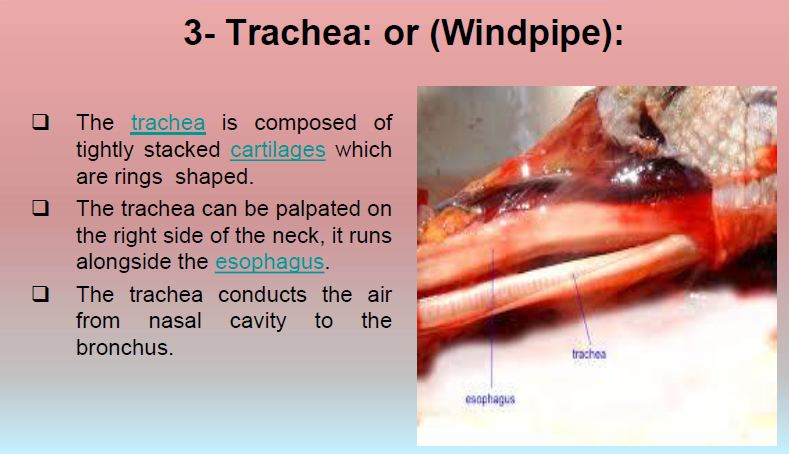 3- Trachea: or (Windpipe):
❑ The trachea is composed of
tightly stacked cartilages which
are rings shaped.
❑ The trachea can be palpated on
the right side of the neck, it runs
alongside the esophagus.
❑ The trachea conducts the air
from nasal cavity to the
bronchus.
trachea
esophagus